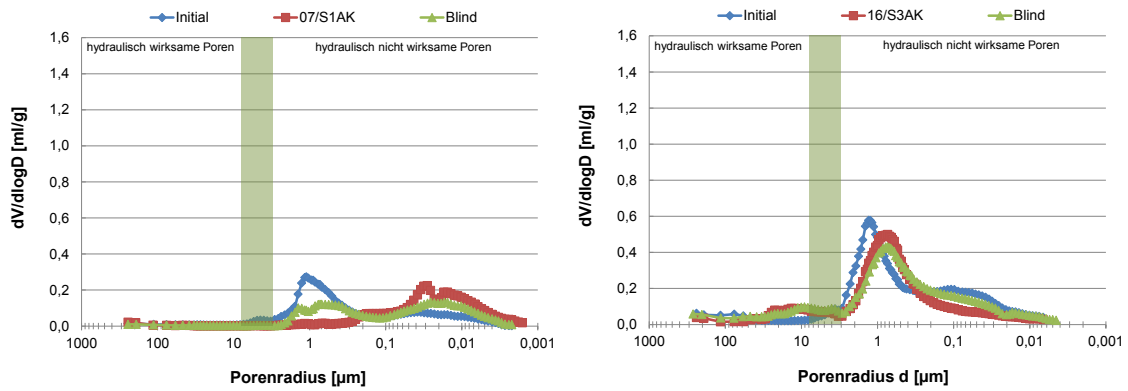 Initial 07/S1AK Blind
hydraulisch wirksame Poren hydraulisch nicht wirksame Poren
1,6
1,4
1,2
1,0
0,8
0,6
0,4
0,2
0,0
dV/dlogD [ml/g]
1000 100 10 1 0,1 0,01 0,001
Porenradius [µm]
Initial 16/S3AK Blind
hydraulisch wirksame Poren hydraulisch nicht wirksame Poren
1,6
1,4
1,2
1,0
0,8
0,6
0,4
0,2
0,0
dV/dlogD [ml/g]
1000 100 10 1 0,1 0,01 0,001
Porenradius d [µm]